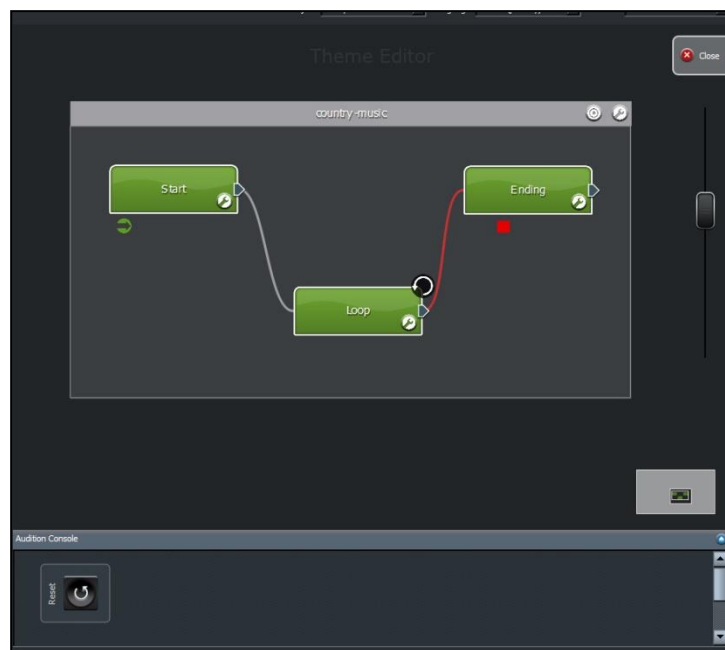 Theme Editor
Close
country-music
Start
Ending
Loop
Audition Console
Reset